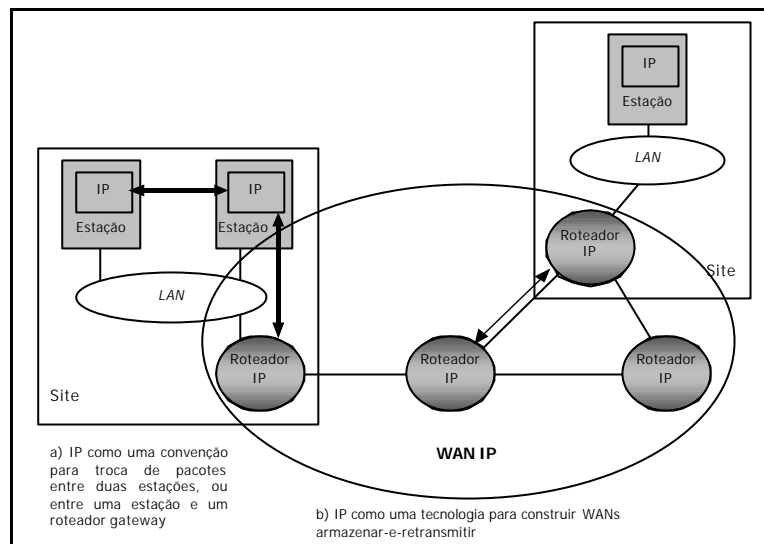 IP
Estação
LAN
IP
Estação
IP
Estação
LAN
Roteador
IP
Site
Roteador
IP
Roteador
IP
Roteador
IP
Site
WAN IP
a) IP como uma convenção
para troca de pacotes
entre duas estações, ou
entre uma estação e um
roteador gateway
b) IP como uma tecnologia para construir WANs
armazenar-e-retransmitir